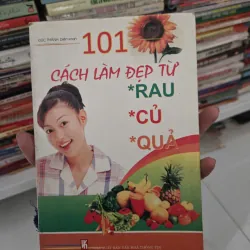 101
CÁCH LÀM ĐẸP TỪ
*RAU
*CỦ
*QUẢ